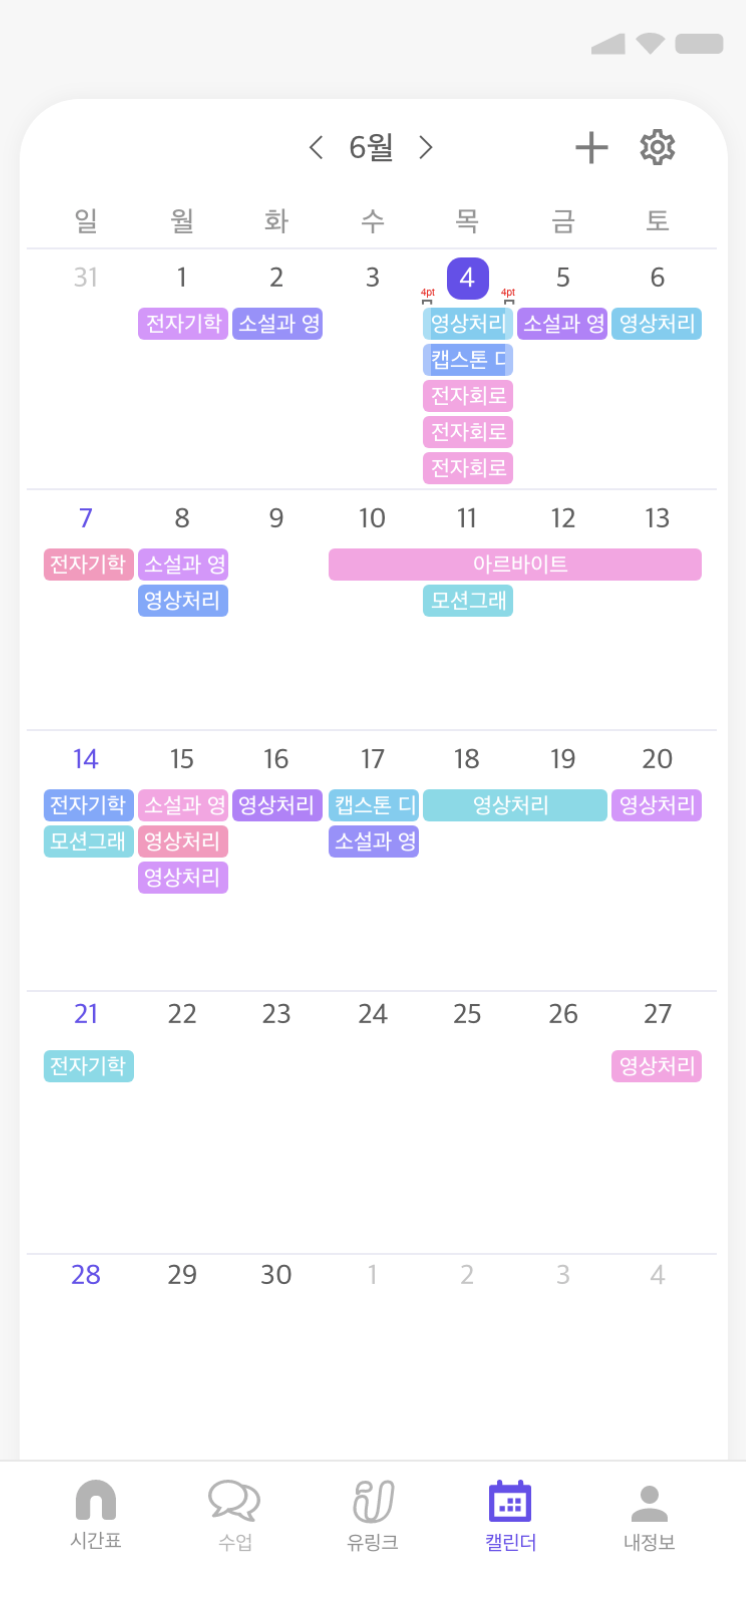 6월
일 월 화 수 목 금 토
31 1 2 3 4 5 6
4pt 4pt
전자기학 소설과 영 영상처리 소설과 영 영상처리
캡스톤 디
전자회로
전자회로
전자회로
7 8 9 10 11 12 13
전자기학 소설과 영 아르바이트
영상처리 모션그래
14 15 16 17 18 19 20
전자기학 소설과 영 영상처리 캡스톤 디 영상처리 영상처리
모션그래 영상처리 소설과 영
영상처리
21 22 23 24 25 26 27
전자기학 영상처리
28 29 30 1 2 3 4
시간표 수업 유링크 캘린더 내정보